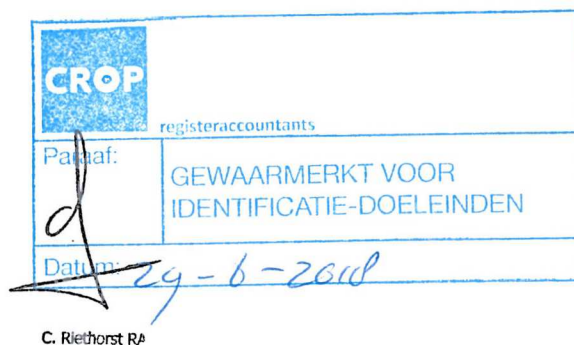 CROP
registeraccountants
Paraaf:
GEWAARMERKT VOOR
IDENTIFICATIE-DOELEINDEN
Datum: 29-6-2018
C. Riethorst RA